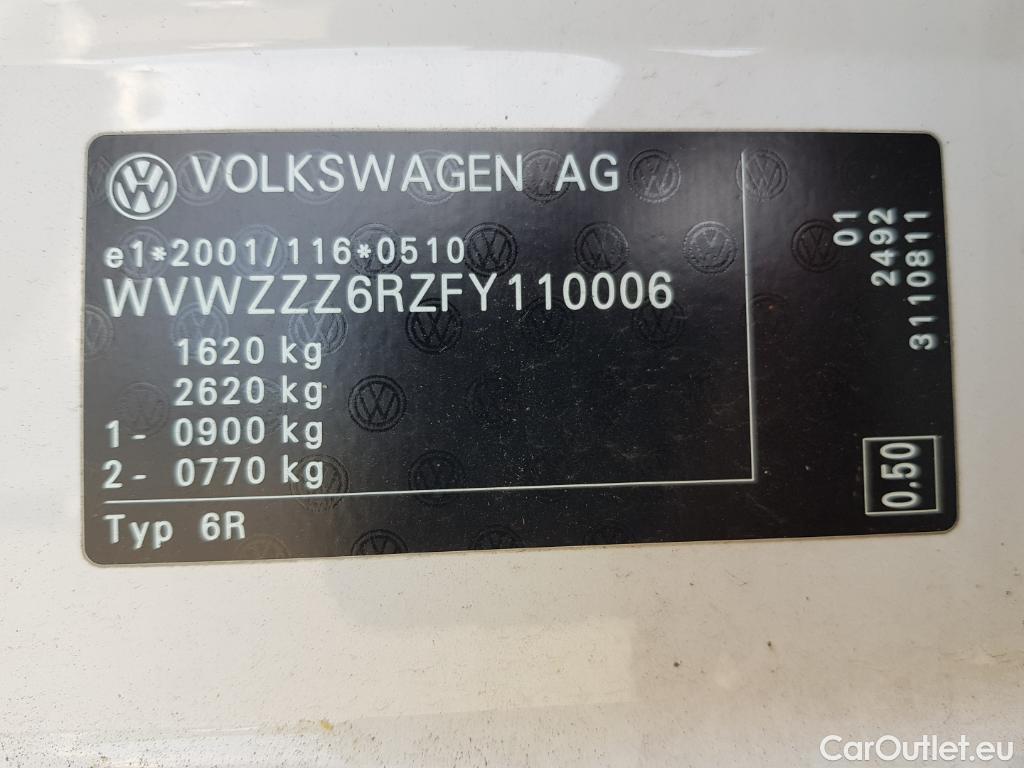 VOLKSWAGEN AG
e1*2001/116*0510
WVWZZZ6RZFY110006
1620 kg
2620 kg
1- 0900 kg
2- 0770 kg
Typ 6R
01
2492
3110811
0.50
CarOutlet.eu